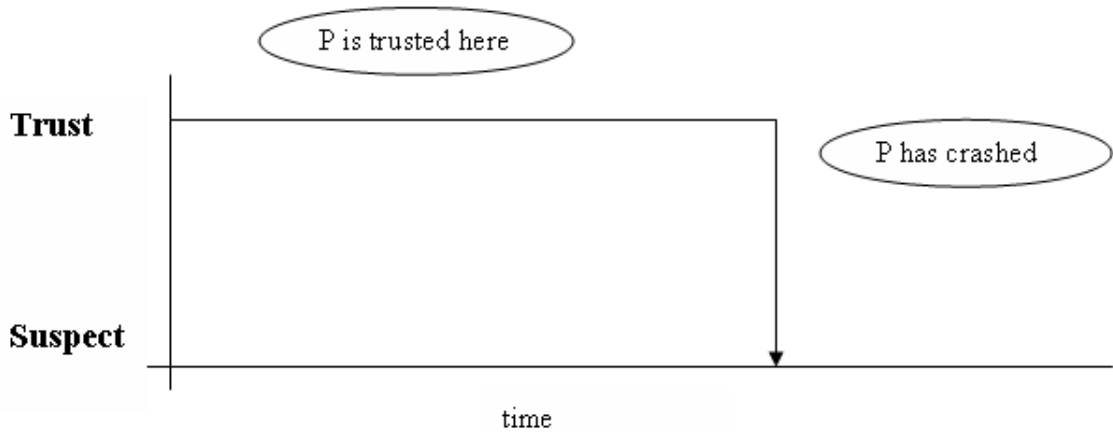 P is trusted here
Trust
P has crashed
Suspect
time